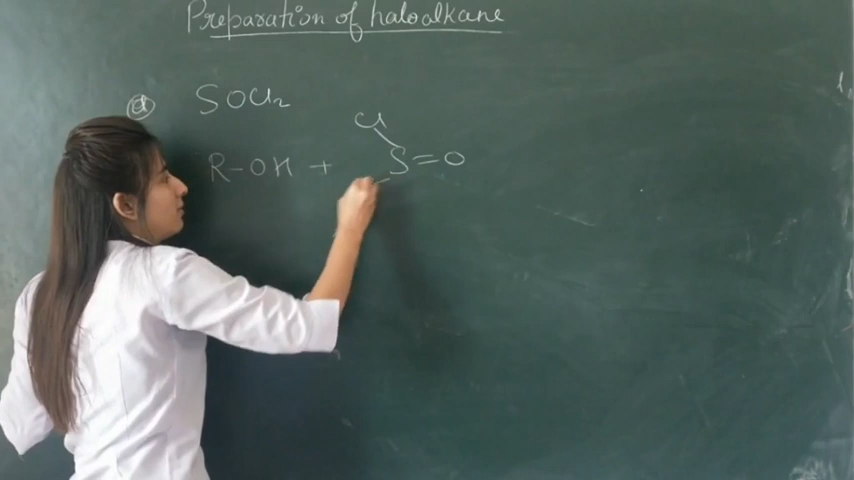 Preparation of haloalkane
(d) SOCl2
Cl
R-OH + S=O